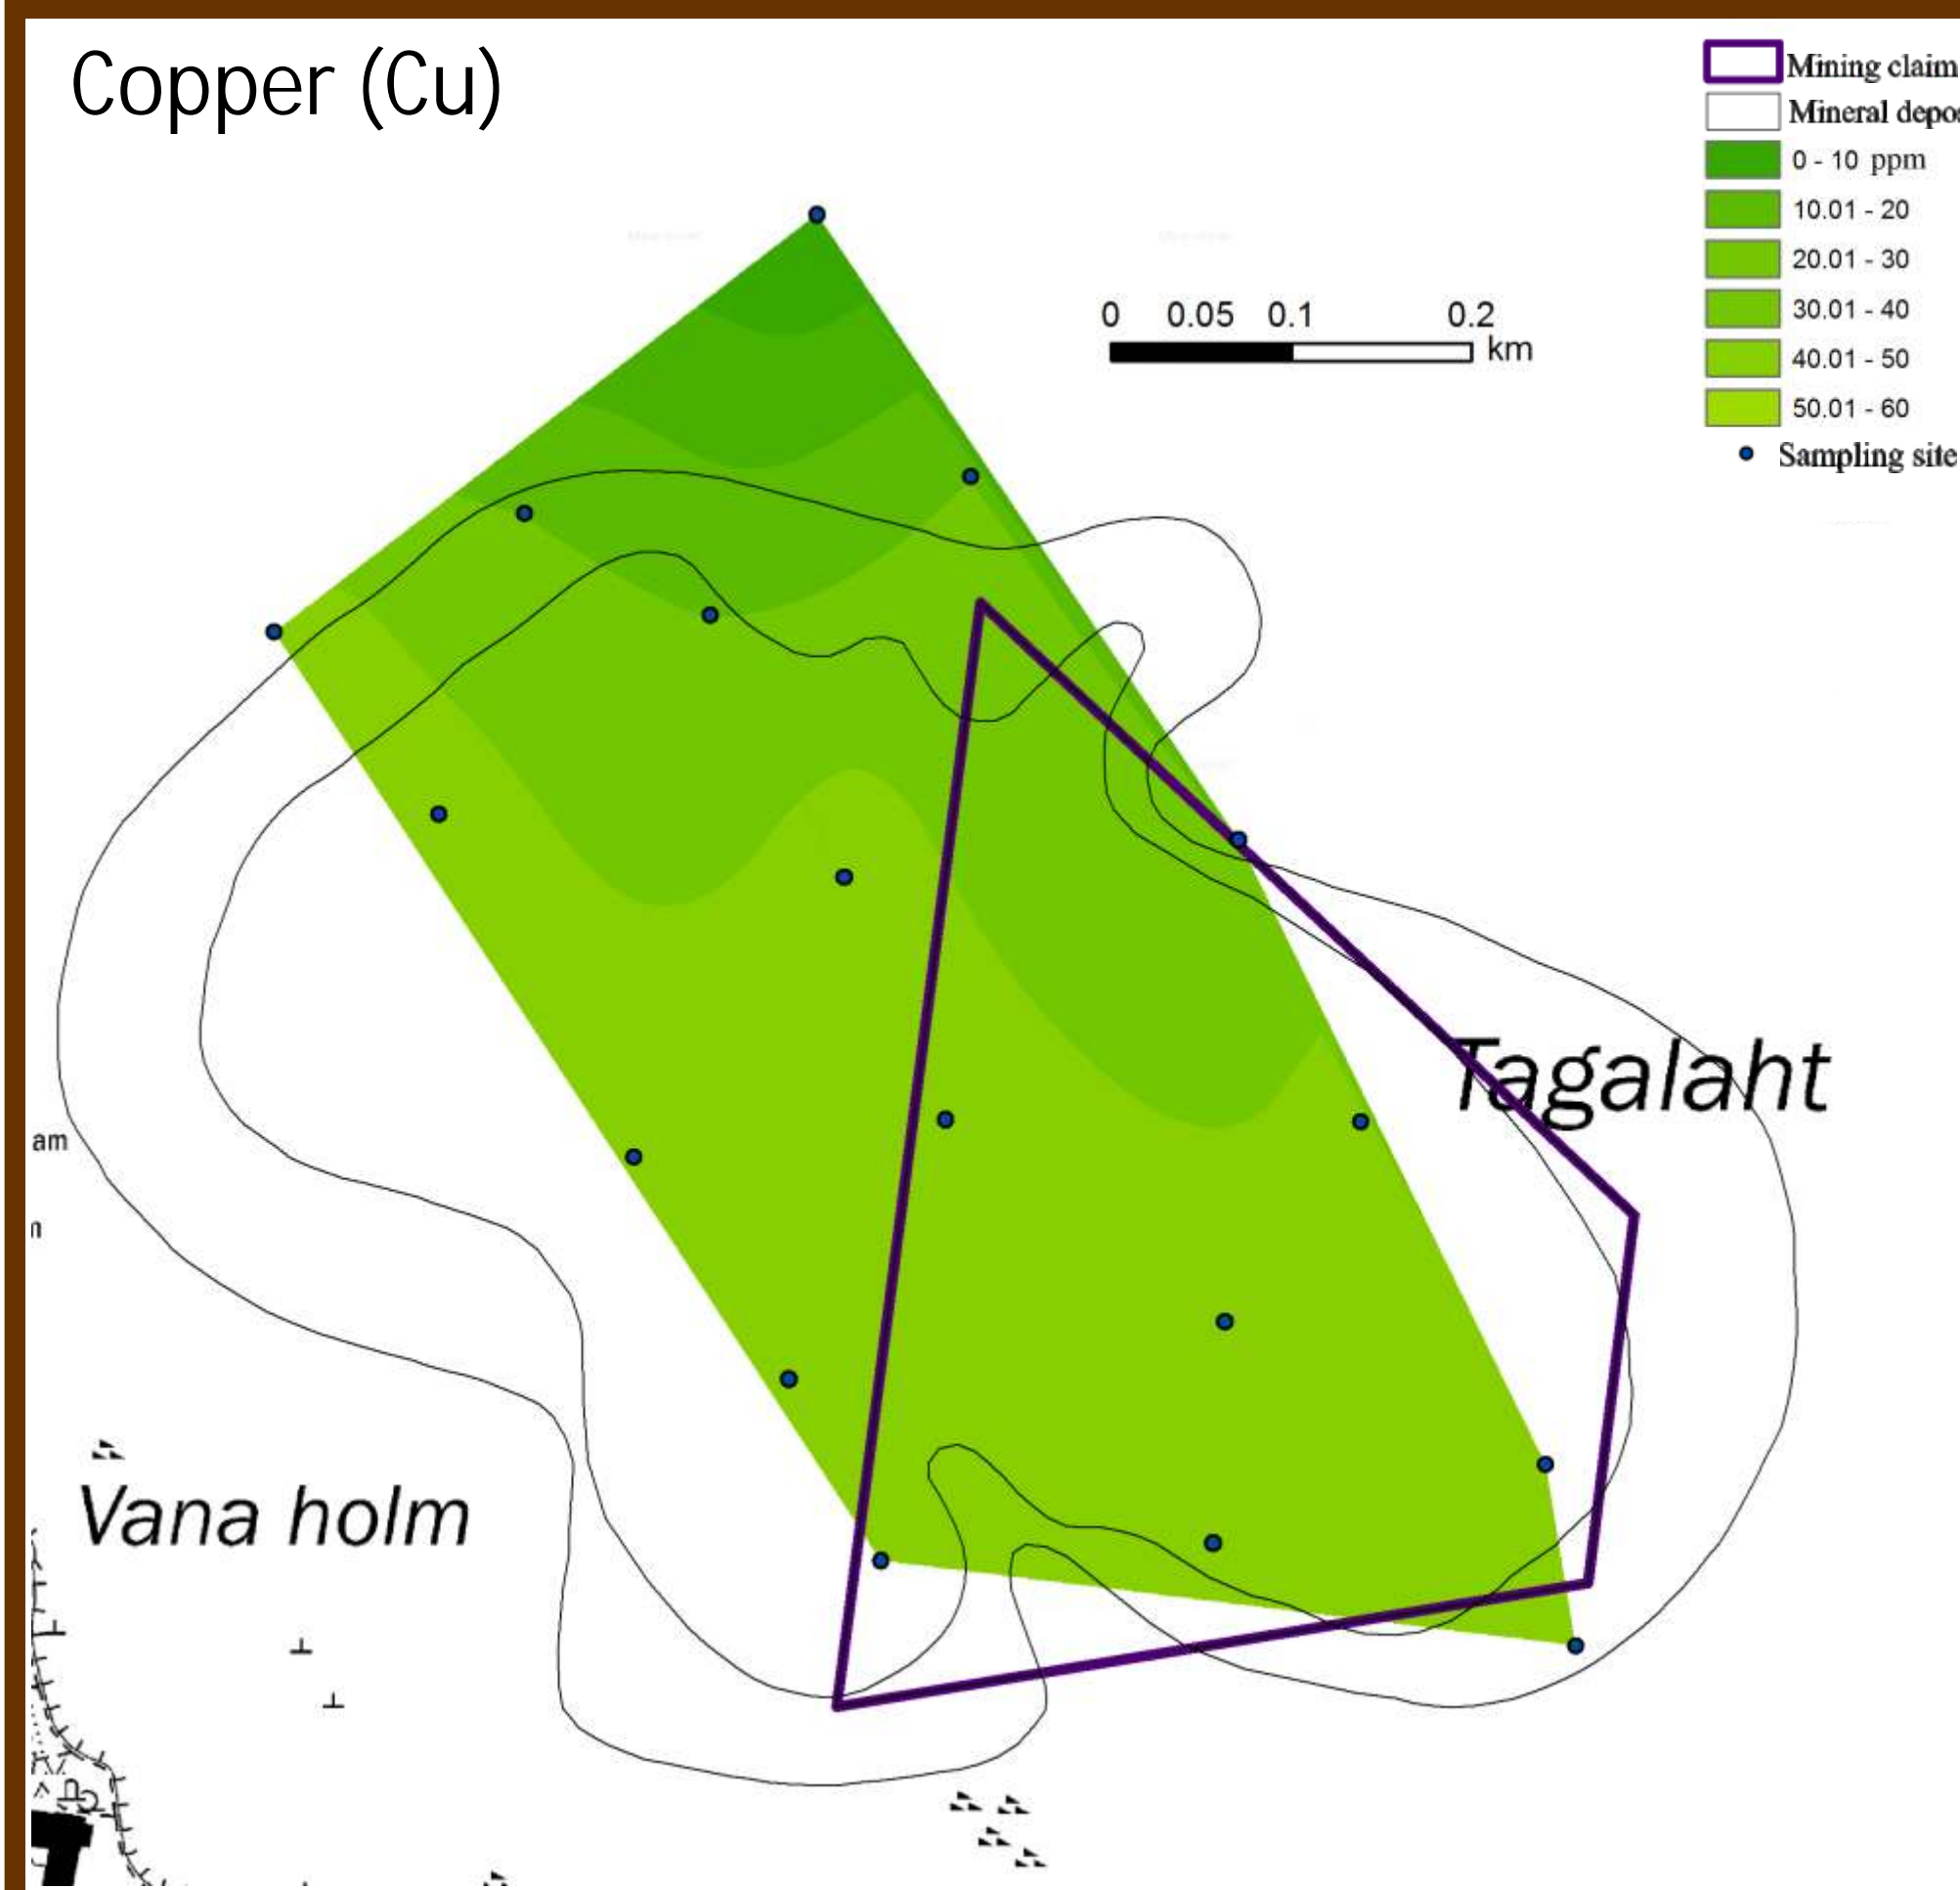 Copper (Cu)
Mining claim
Mineral depo
0 - 10 ppm
10.01 - 20
20.01 - 30
30.01 - 40
40.01 - 50
50.01 - 60
Sampling site
0 0.05 0.1 0.2
km
Tagalaht
am
Vana holm